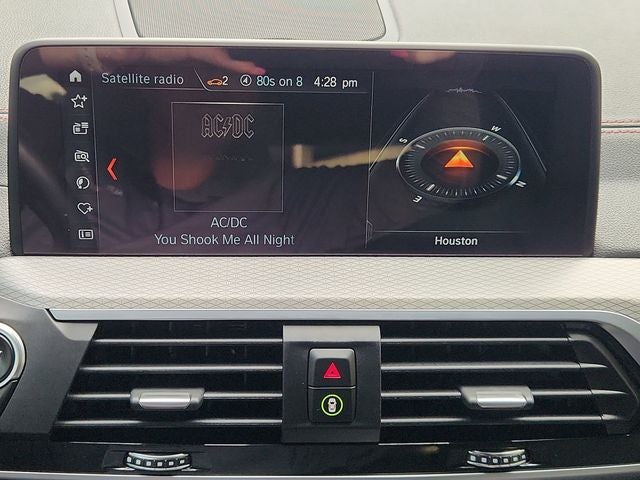 Satellite radio
2
80s on 8
4:28 pm
AC/DC
AC/DC
You Shook Me All Night
S
W
N
E
Houston